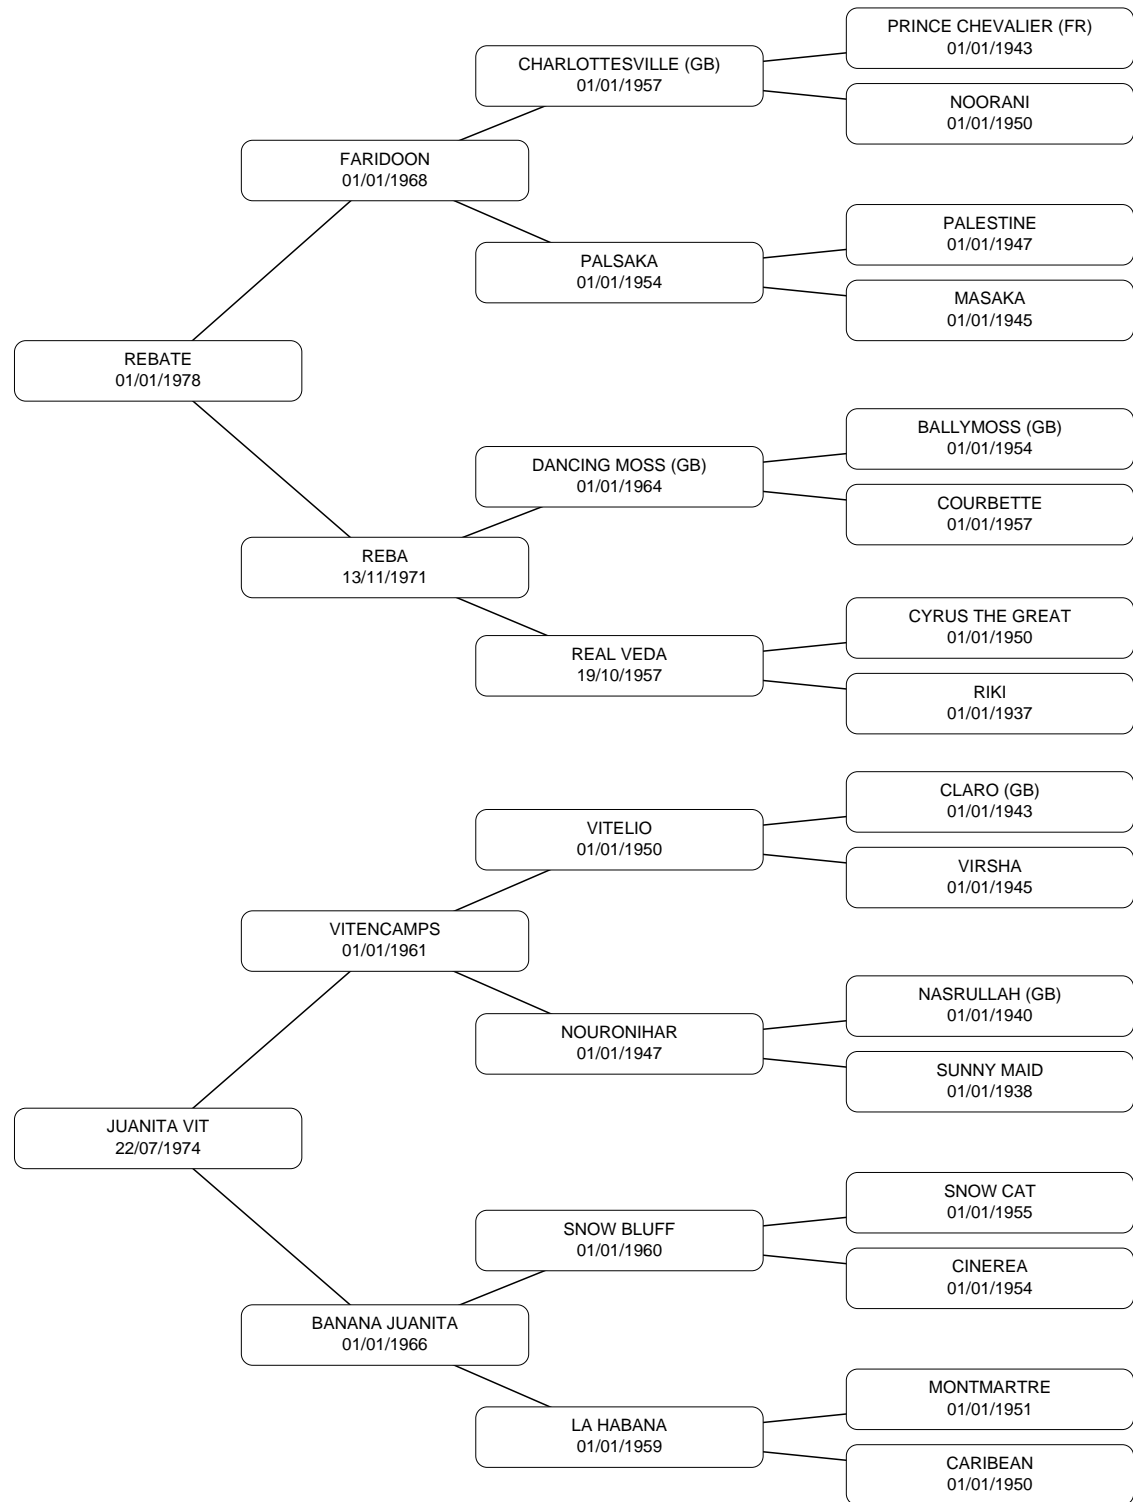 PRINCE CHEVALIER (FR)
01/01/1943
CHARLOTTESVILLE (GB)
01/01/1957
NOORANI
01/01/1950
FARIDOON
01/01/1968
PALESTINE
01/01/1947
PALSAKA
01/01/1954
MASAKA
01/01/1945
REBATE
01/01/1978
BALLYMOSS (GB)
01/01/1954
DANCING MOSS (GB)
01/01/1964
COURBETTE
01/01/1957
REBA
13/11/1971
CYRUS THE GREAT
01/01/1950
REAL VEDA
19/10/1957
RIKI
01/01/1937
CLARO (GB)
01/01/1943
VITELIO
01/01/1950
VIRSHA
01/01/1945
VITENCAMPS
01/01/1961
NASRULLAH (GB)
01/01/1940
NOURONIHAR
01/01/1947
SUNNY MAID
01/01/1938
JUANITA VIT
22/07/1974
SNOW CAT
01/01/1955
SNOW BLUFF
01/01/1960
CINEREA
01/01/1954
BANANA JUANITA
01/01/1966
MONTMARTRE
01/01/1951
LA HABANA
01/01/1959
CARIBEAN
01/01/1950